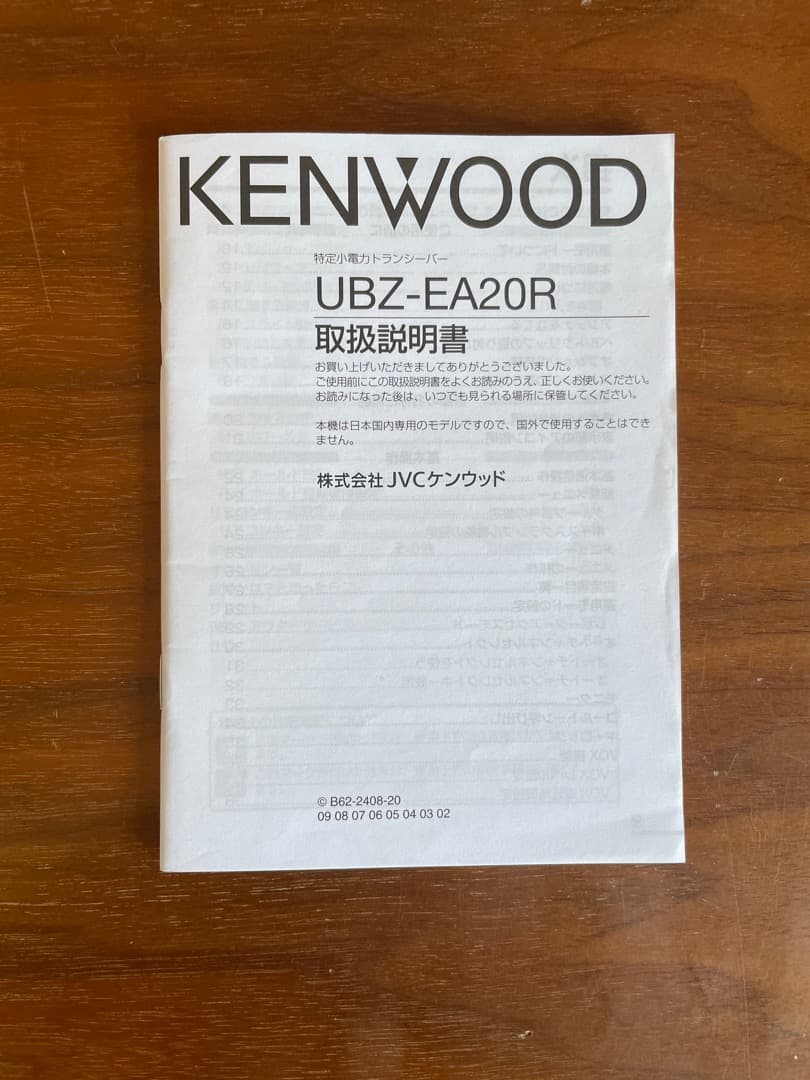 KENWOOD
特定小電力トランシーバー
UBZ-EA20R
取扱説明書
お買い上げいただきましてありがとうございました。
ご使用前にこの取扱説明書をよくお読みのうえ、正しくお使いください。
お読みになった後は、いつでも見られる場所に保管してください。
本機は日本国内専用のモデルですので、国外で使用することはでき
ません。
株式会社 JVCケンウッド
© B62-2408-20
09 08 07 06 05 04 03 02